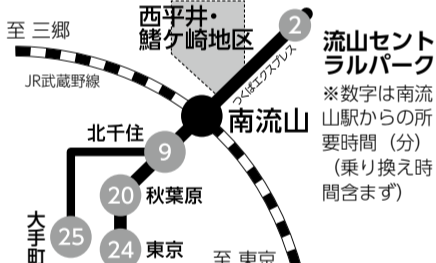 至 三郷
西平井・
鰭ケ崎地区
2
流山セント
ラルパーク
JR武蔵野線
つくばエクスプレス
※数字は南流
山駅からの所
要時間（分）
（乗り換え時
間含まず）
南流山
北千住
9
20
秋葉原
大手町
25
24
東京
至 東京